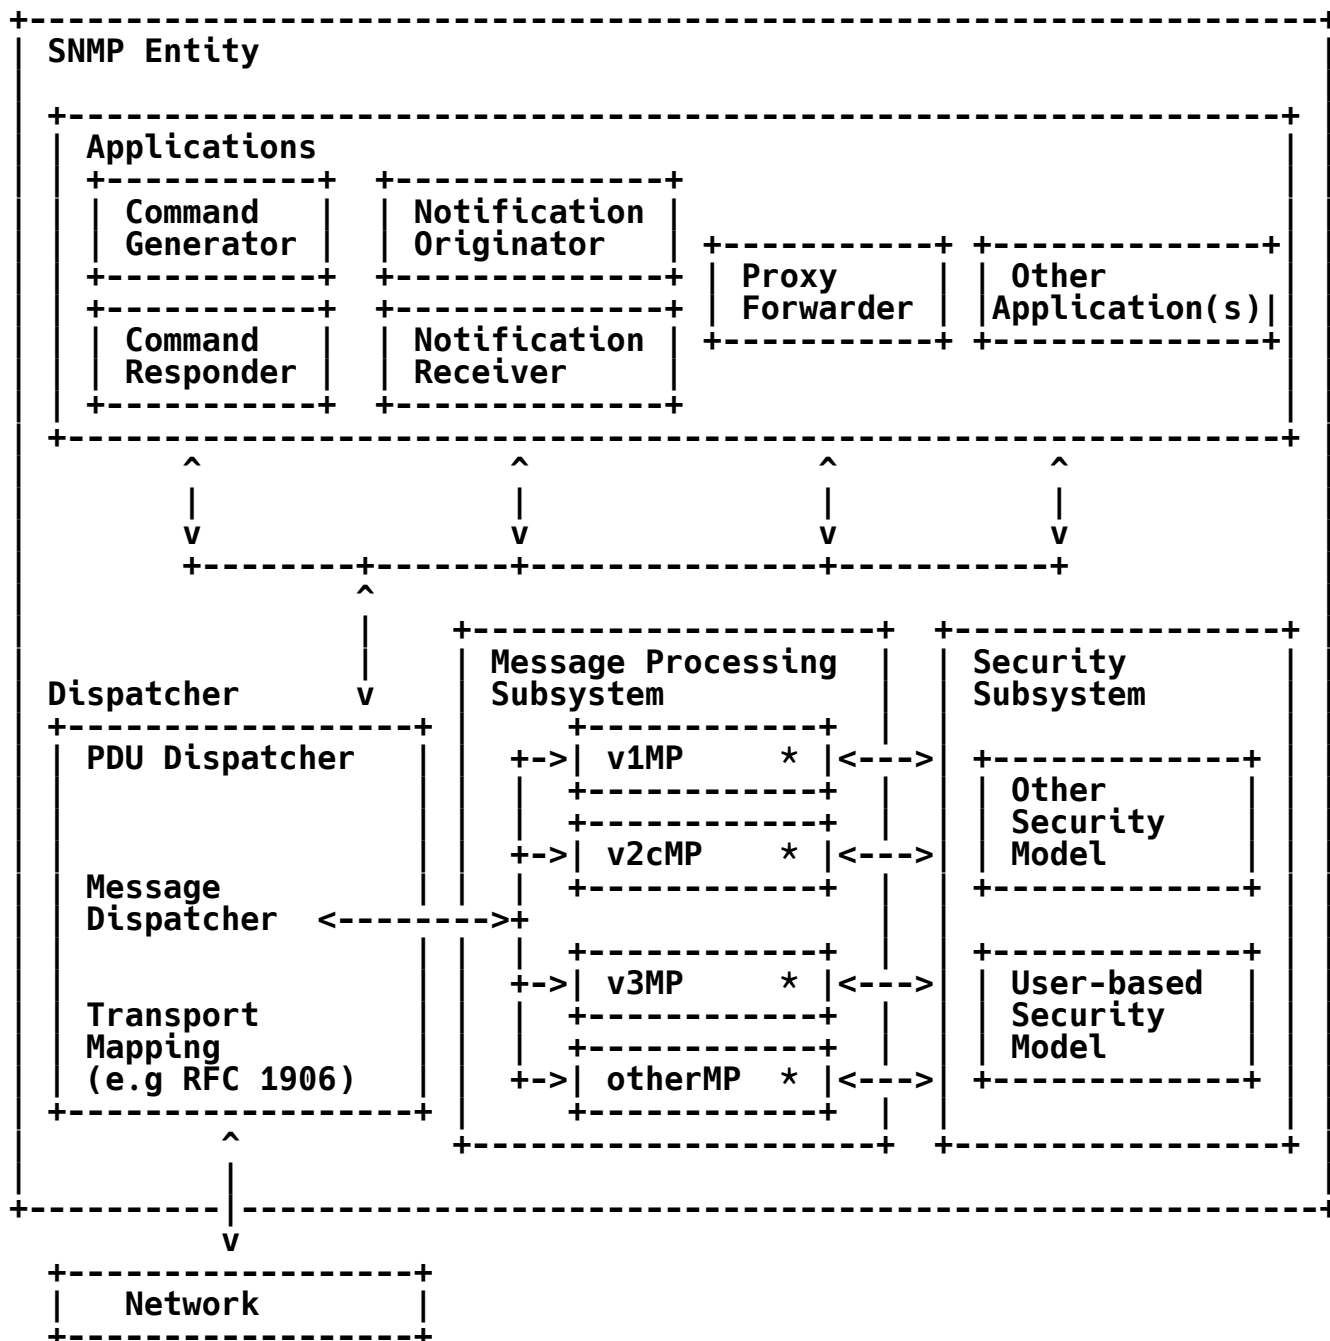 SNMP Entity
Applications
Command
Generator
Notification
Originator
Proxy
Forwarder
Other
Application(s)
Command
Responder
Notification
Receiver
Dispatcher
PDU Dispatcher
Message
Dispatcher
Transport
Mapping
(e.g RFC 1906)
Message Processing
Subsystem
v1MP *
v2cMP *
v3MP *
otherMP *
Security
Subsystem
Other
Security
Model
User-based
Security
Model
Network